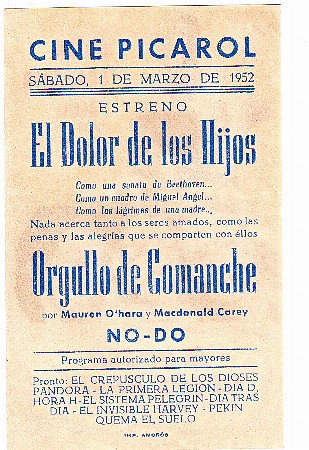 CINE PICAROL
SÁBADO, 1 DE MARZO DE 1952
ESTRENO
El Dolor de los Hijos
Como una sonata de Beethoven...
Como un cuadro de Miguel Angel...
Como las lágrimas de una madre..
Nada acerca tanto a los seres amados, como las
penas y las alegrías que se comparten con éllos
Orgullo de Comanche
por Mauren O'hara y Macdonald Carey
NO-DO
Programa autorizado para mayores
Pronto: EL CREPUSCULO DE LOS DIOSES
PANDORA - LA PRIMERA LEGION - DIA D,
HORA H - EL SISTEMA PELEGRIN - DIA TRAS
DIA - EL INVISIBLE HARVEY - PEKIN
QUEMA EL SUELO
IMP. ANDRÉS